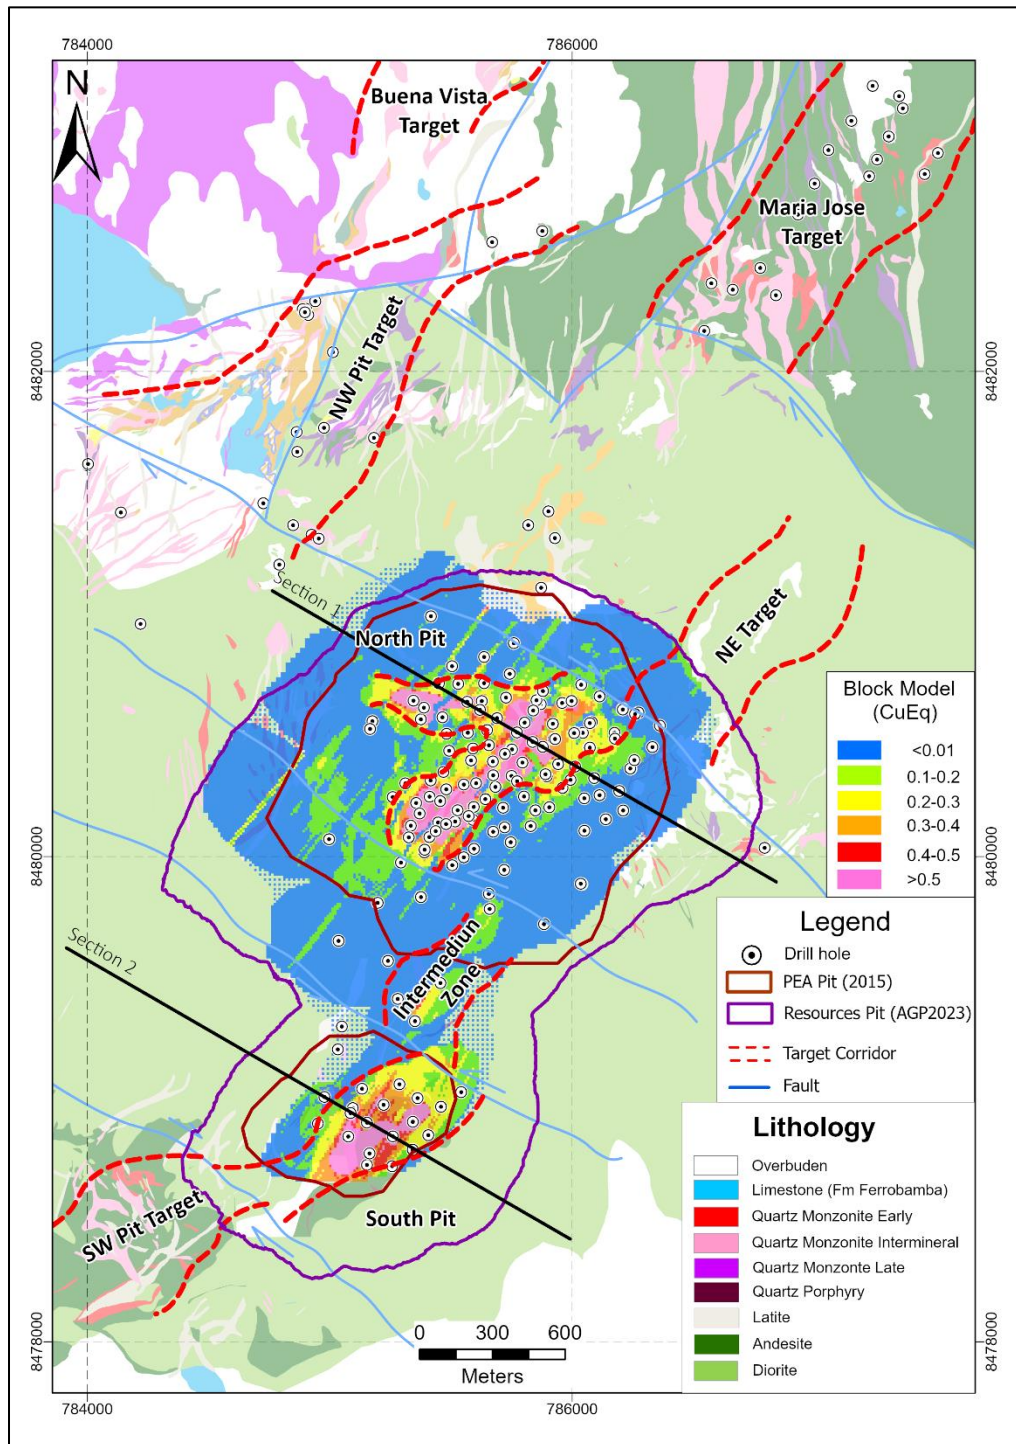 784000
786000
N
Buena Vista
Target
Maria Jose
Target
8482000
8482000
NW Pit Target
Section 1
North Pit
NE Target
Block Model
(CuEq)
<0.01
0.1-0.2
0.2-0.3
0.3-0.4
0.4-0.5
>0.5
8480000
8480000
Legend
Drill hole
PEA Pit (2015)
Resources Pit (AGP2023)
Target Corridor
Fault
Section 2
Intermediun
Zone
Lithology
Overbuden
Limestone (Fm Ferrobamba)
Quartz Monzonite Early
Quartz Monzonite Intermineral
Quartz Monzonte Late
Quartz Porphyry
Latite
Andesite
Diorite
SW Pit Target
South Pit
8478000
8478000
0 300 600
Meters
784000
786000